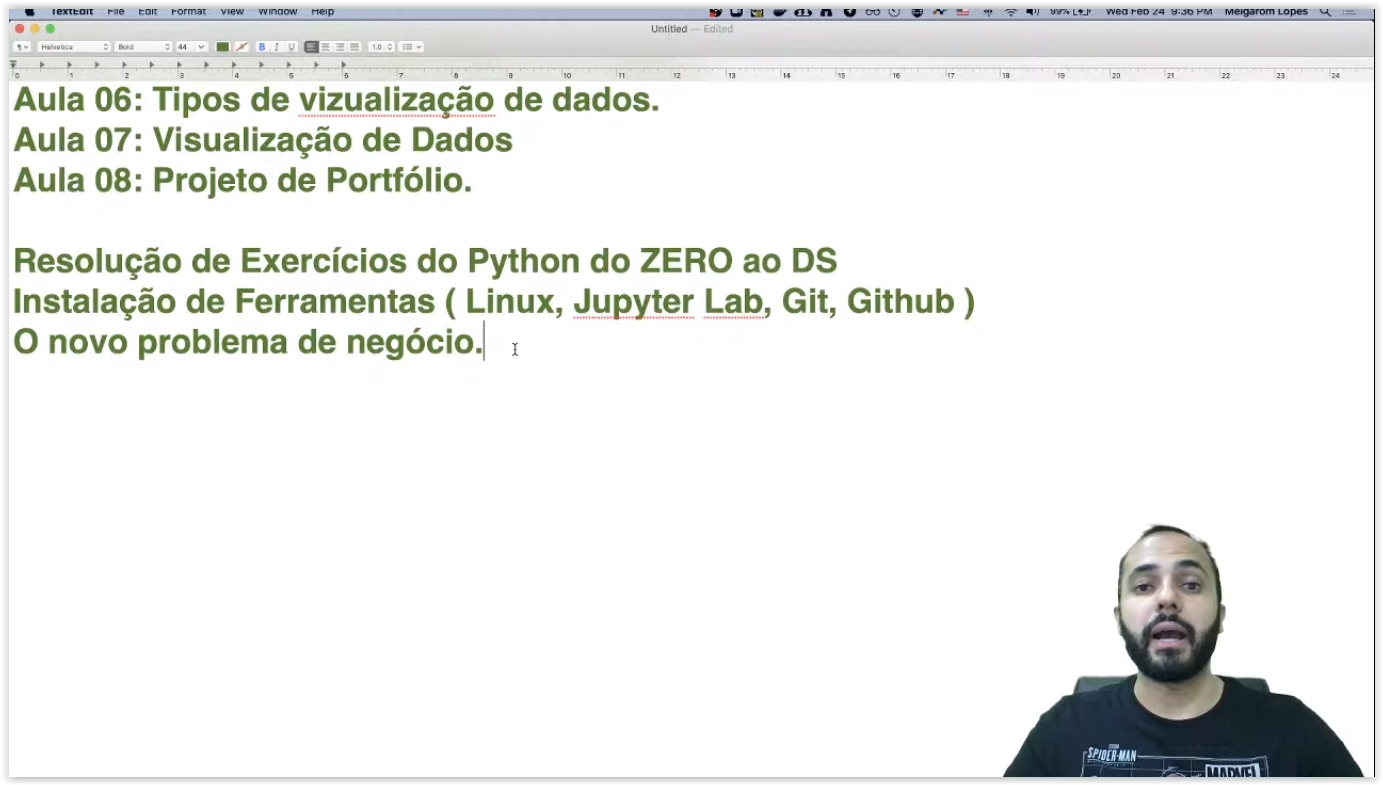 TextEdit File Edit Format View Window Help 99% Wed Feb 24 9:36 PM Meigarom Lopes
Untitled — Edited
Helvetica Bold 44 B I U 1.0
0 1 2 3 4 5 6 7 8 9 10 11 12 13 14 15 16 17 18 19 20 21 22 23 24
Aula 06: Tipos de vizualização de dados.
Aula 07: Visualização de Dados
Aula 08: Projeto de Portfólio.
Resolução de Exercícios do Python do ZERO ao DS
Instalação de Ferramentas ( Linux, Jupyter Lab, Git, Github )
O novo problema de negócio.
SPIDER-MAN
MARVEL